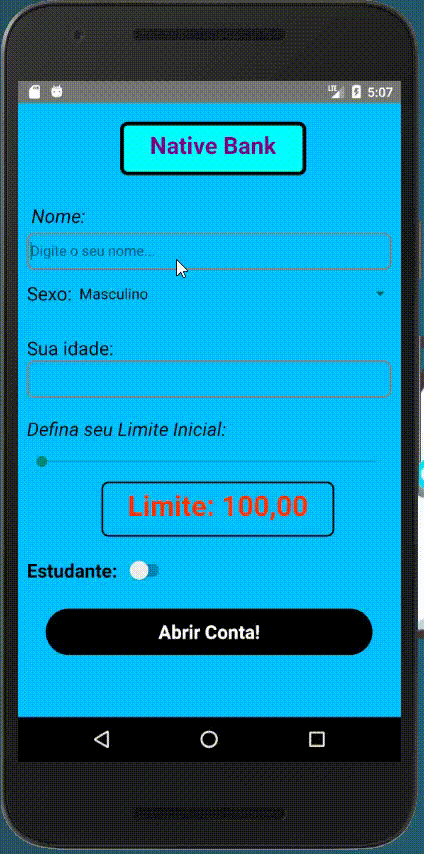 LTE 5:07
Native Bank
Nome:
Digite o seu nome...
Sexo: Masculino
Sua idade:
Defina seu Limite Inicial:
Limite: 100,00
Estudante:
Abrir Conta!